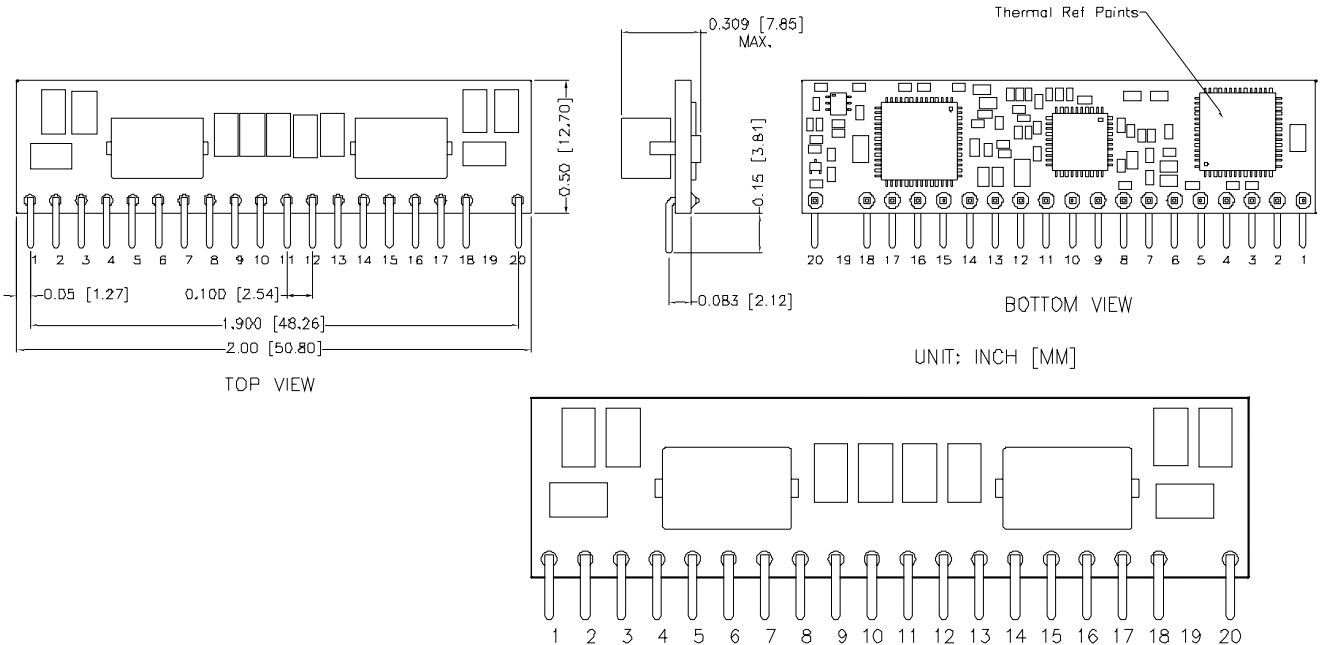 0.309 [7.85]
MAX.
Thermal Ref Points
0.50 [12.70]
0.15 [3.81]
1 2 3 4 5 6 7 8 9 10 11 12 13 14 15 16 17 18 19 20
0.05 [1.27]
0.100 [2.54]
1.900 [48.26]
2.00 [50.80]
TOP VIEW
0.083 [2.12]
20 19 18 17 16 15 14 13 12 11 10 9 8 7 6 5 4 3 2 1
BOTTOM VIEW
UNIT: INCH [MM]
1 2 3 4 5 6 7 8 9 10 11 12 13 14 15 16 17 18 19 20